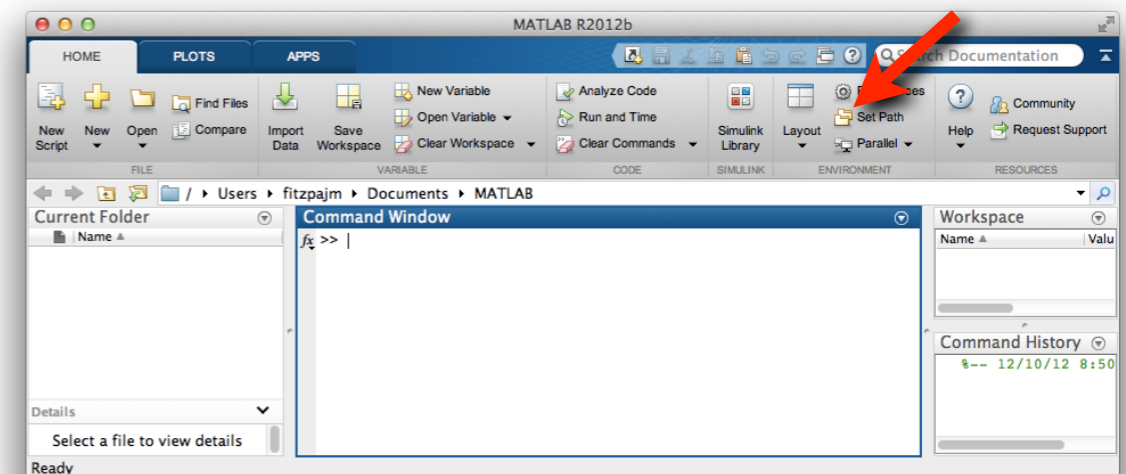 MATLAB R2012b
HOME PLOTS APPS
Documentation
New Script
New
Open
Find Files
Compare
FILE
Import Data
Save Workspace
New Variable
Open Variable
Clear Workspace
VARIABLE
Analyze Code
Run and Time
Clear Commands
CODE
Simulink Library
SIMULINK
Layout
Set Path
Parallel
ENVIRONMENT
?
Help
Community
Request Support
RESOURCES
/ ▸ Users ▸ fitzpajm ▸ Documents ▸ MATLAB
Current Folder
Name
Details
Select a file to view details
Ready
Command Window
fx >>
Workspace
Name Valu
Command History
%-- 12/10/12 8:50